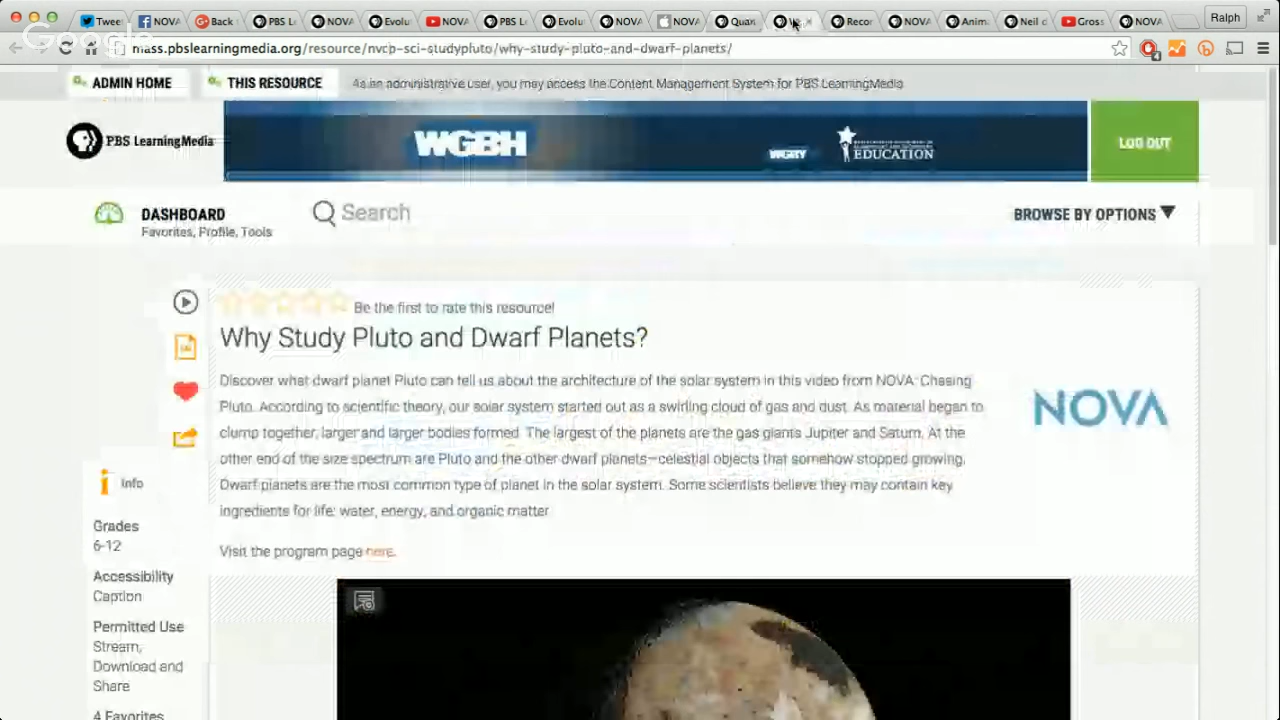 Twee NOVA Back PBS L NOVA Evolu NOVA PBS L Evolu NOVA NOVA Quan Recor NOVA Anim Neil d Gross NOVA Ralph
Google
mass.pbslearningmedia.org/resource/nvcp-sci-studypluto/why-study-pluto-and-dwarf-planets/
4
ADMIN HOME THIS RESOURCE As an administrative user, you may access the Content Management System for PBS LearningMedia
PBS LearningMedia WGBH WGBY EDUCATION LOG OUT
DASHBOARD Search BROWSE BY OPTIONS
Favorites, Profile, Tools
Be the first to rate this resource!
Why Study Pluto and Dwarf Planets?
Discover what dwarf planet Pluto can tell us about the architecture of the solar system in this video from NOVA: Chasing
Pluto. According to scientific theory, our solar system started out as a swirling cloud of gas and dust. As material began to
clump together, larger and larger bodies formed. The largest of the planets are the gas giants Jupiter and Saturn. At the
other end of the size spectrum are Pluto and the other dwarf planets—celestial objects that somehow stopped growing.
Dwarf planets are the most common type of planet in the solar system. Some scientists believe they may contain key
ingredients for life: water, energy, and organic matter
NOVA
Visit the program page here.
Info
Grades
6-12
Accessibility
Caption
Permitted Use
Stream,
Download and
Share
4 Favorites